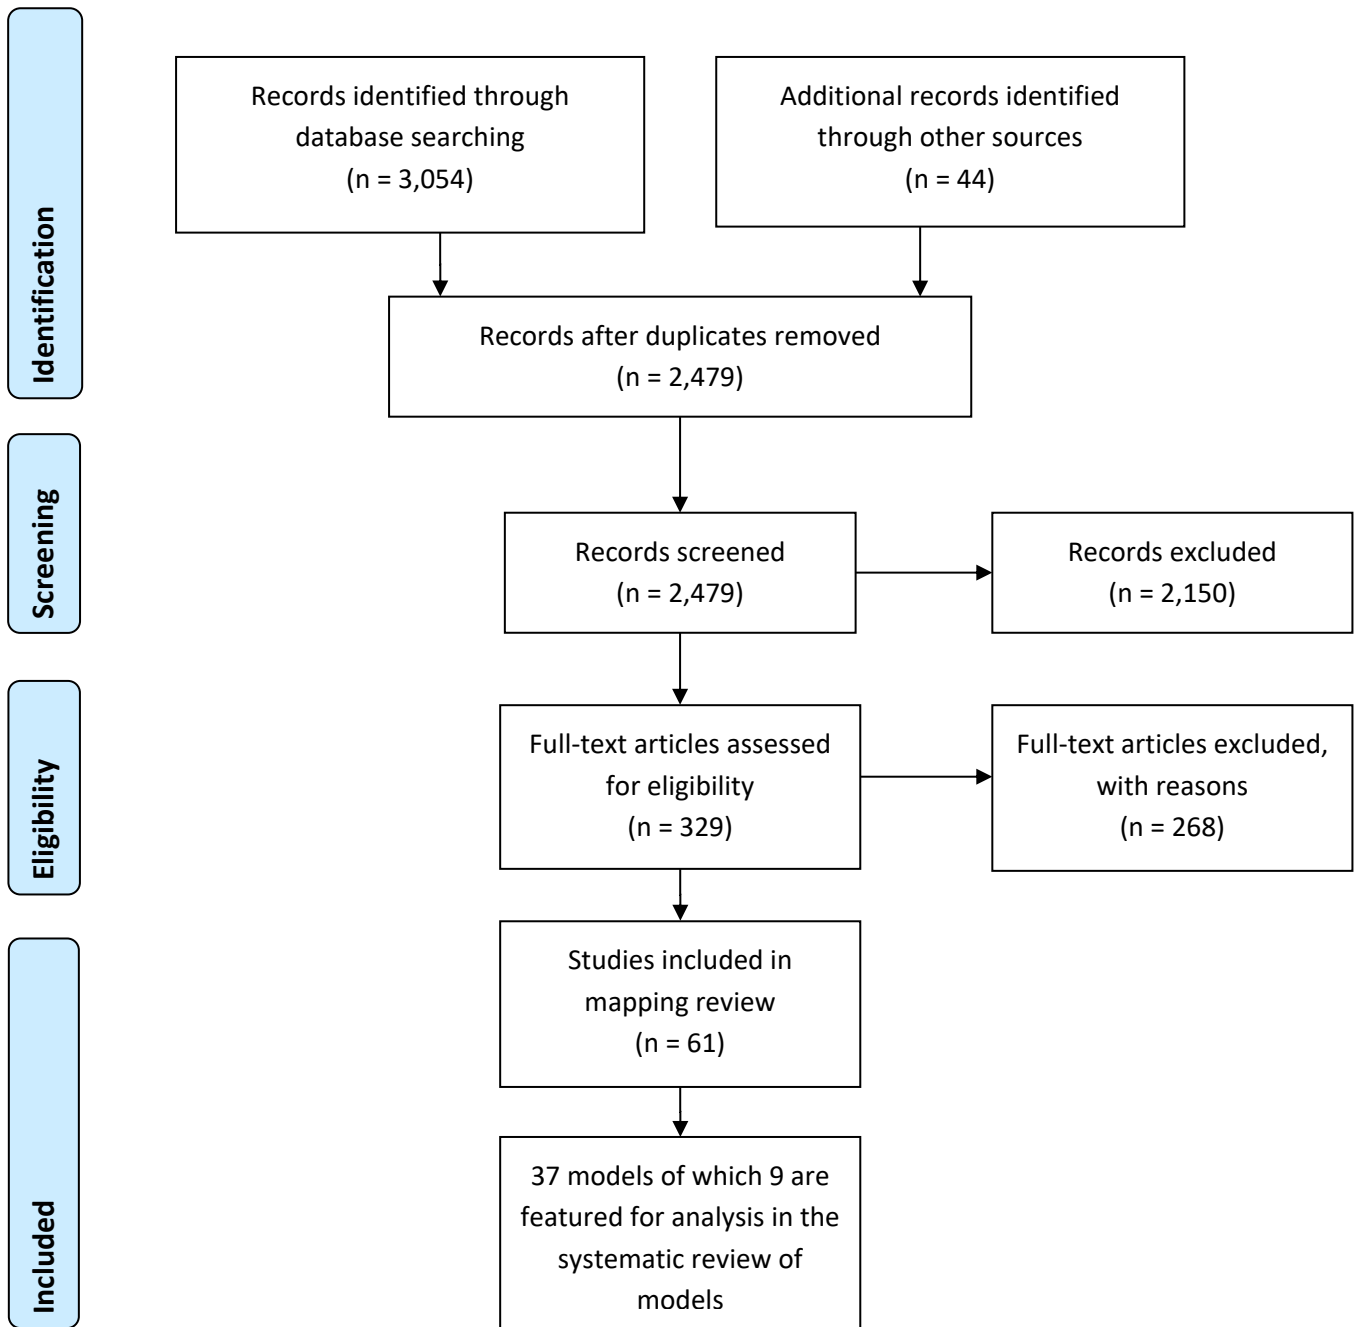 Identification
Records identified through
database searching
(n = 3,054)
Additional records identified
through other sources
(n = 44)
Records after duplicates removed
(n = 2,479)
Screening
Records screened
(n = 2,479)
Records excluded
(n = 2,150)
Eligibility
Full-text articles assessed
for eligibility
(n = 329)
Full-text articles excluded,
with reasons
(n = 268)
Included
Studies included in
mapping review
(n = 61)
37 models of which 9 are
featured for analysis in the
systematic review of
models